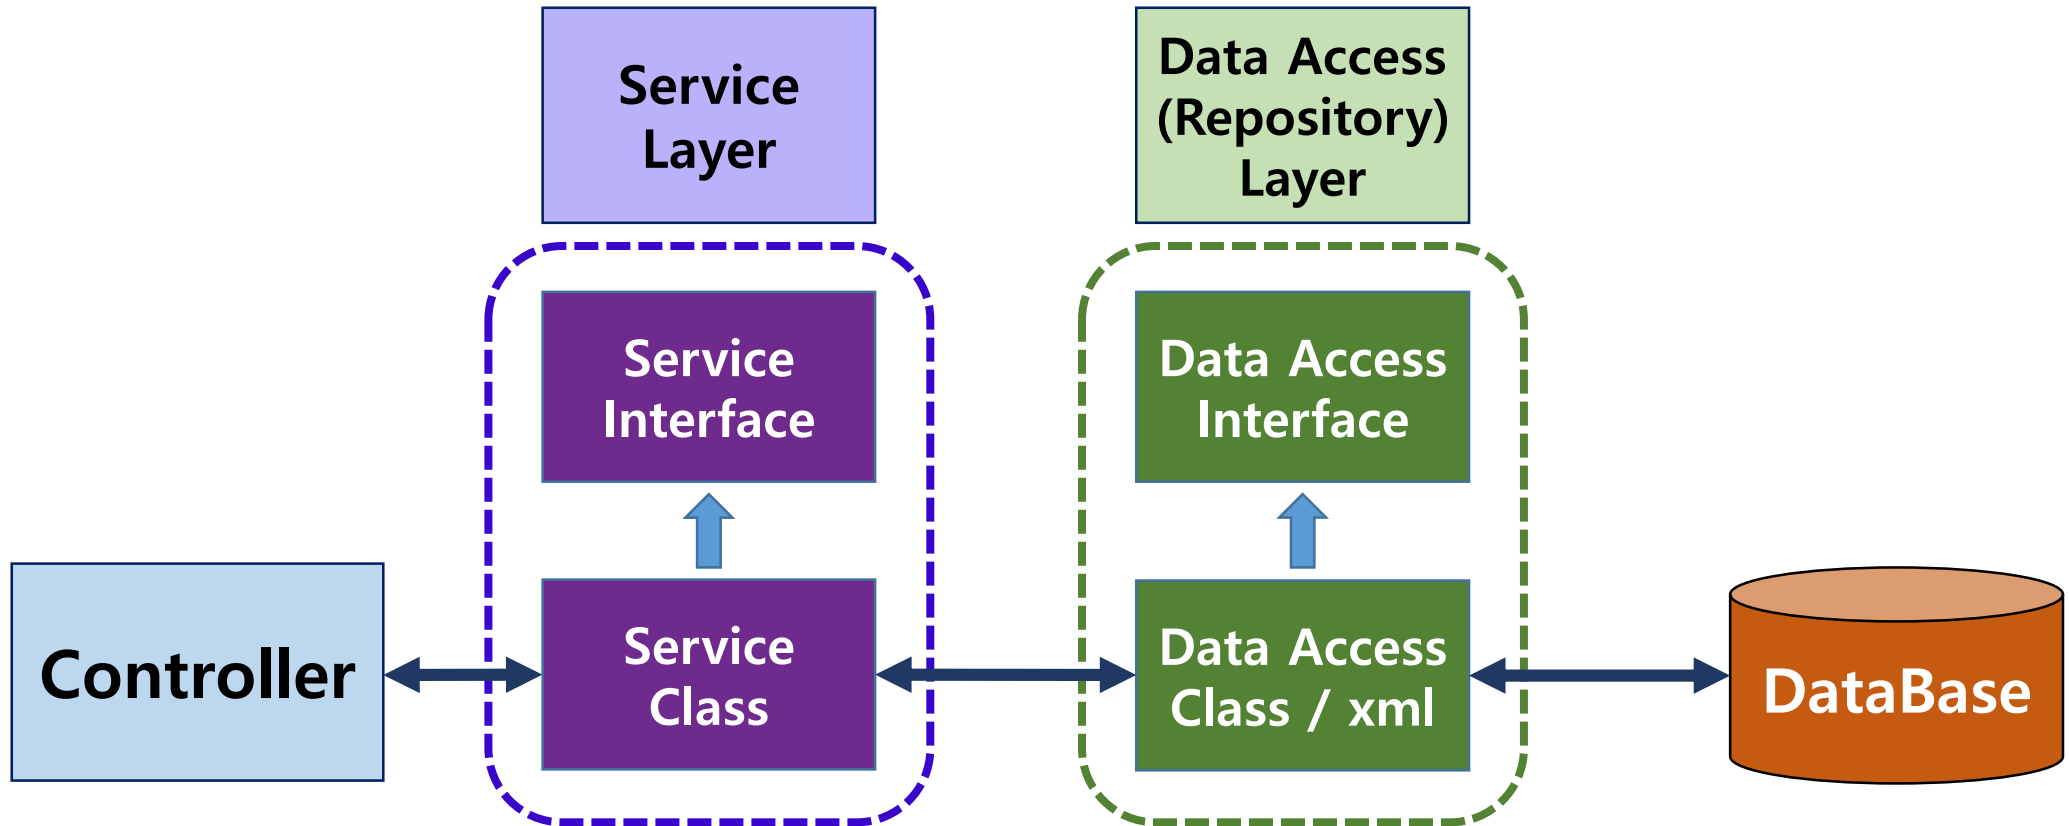 Service
Layer
Data Access
(Repository)
Layer
Service
Interface
Data Access
Interface
Controller
Service
Class
Data Access
Class / xml
DataBase